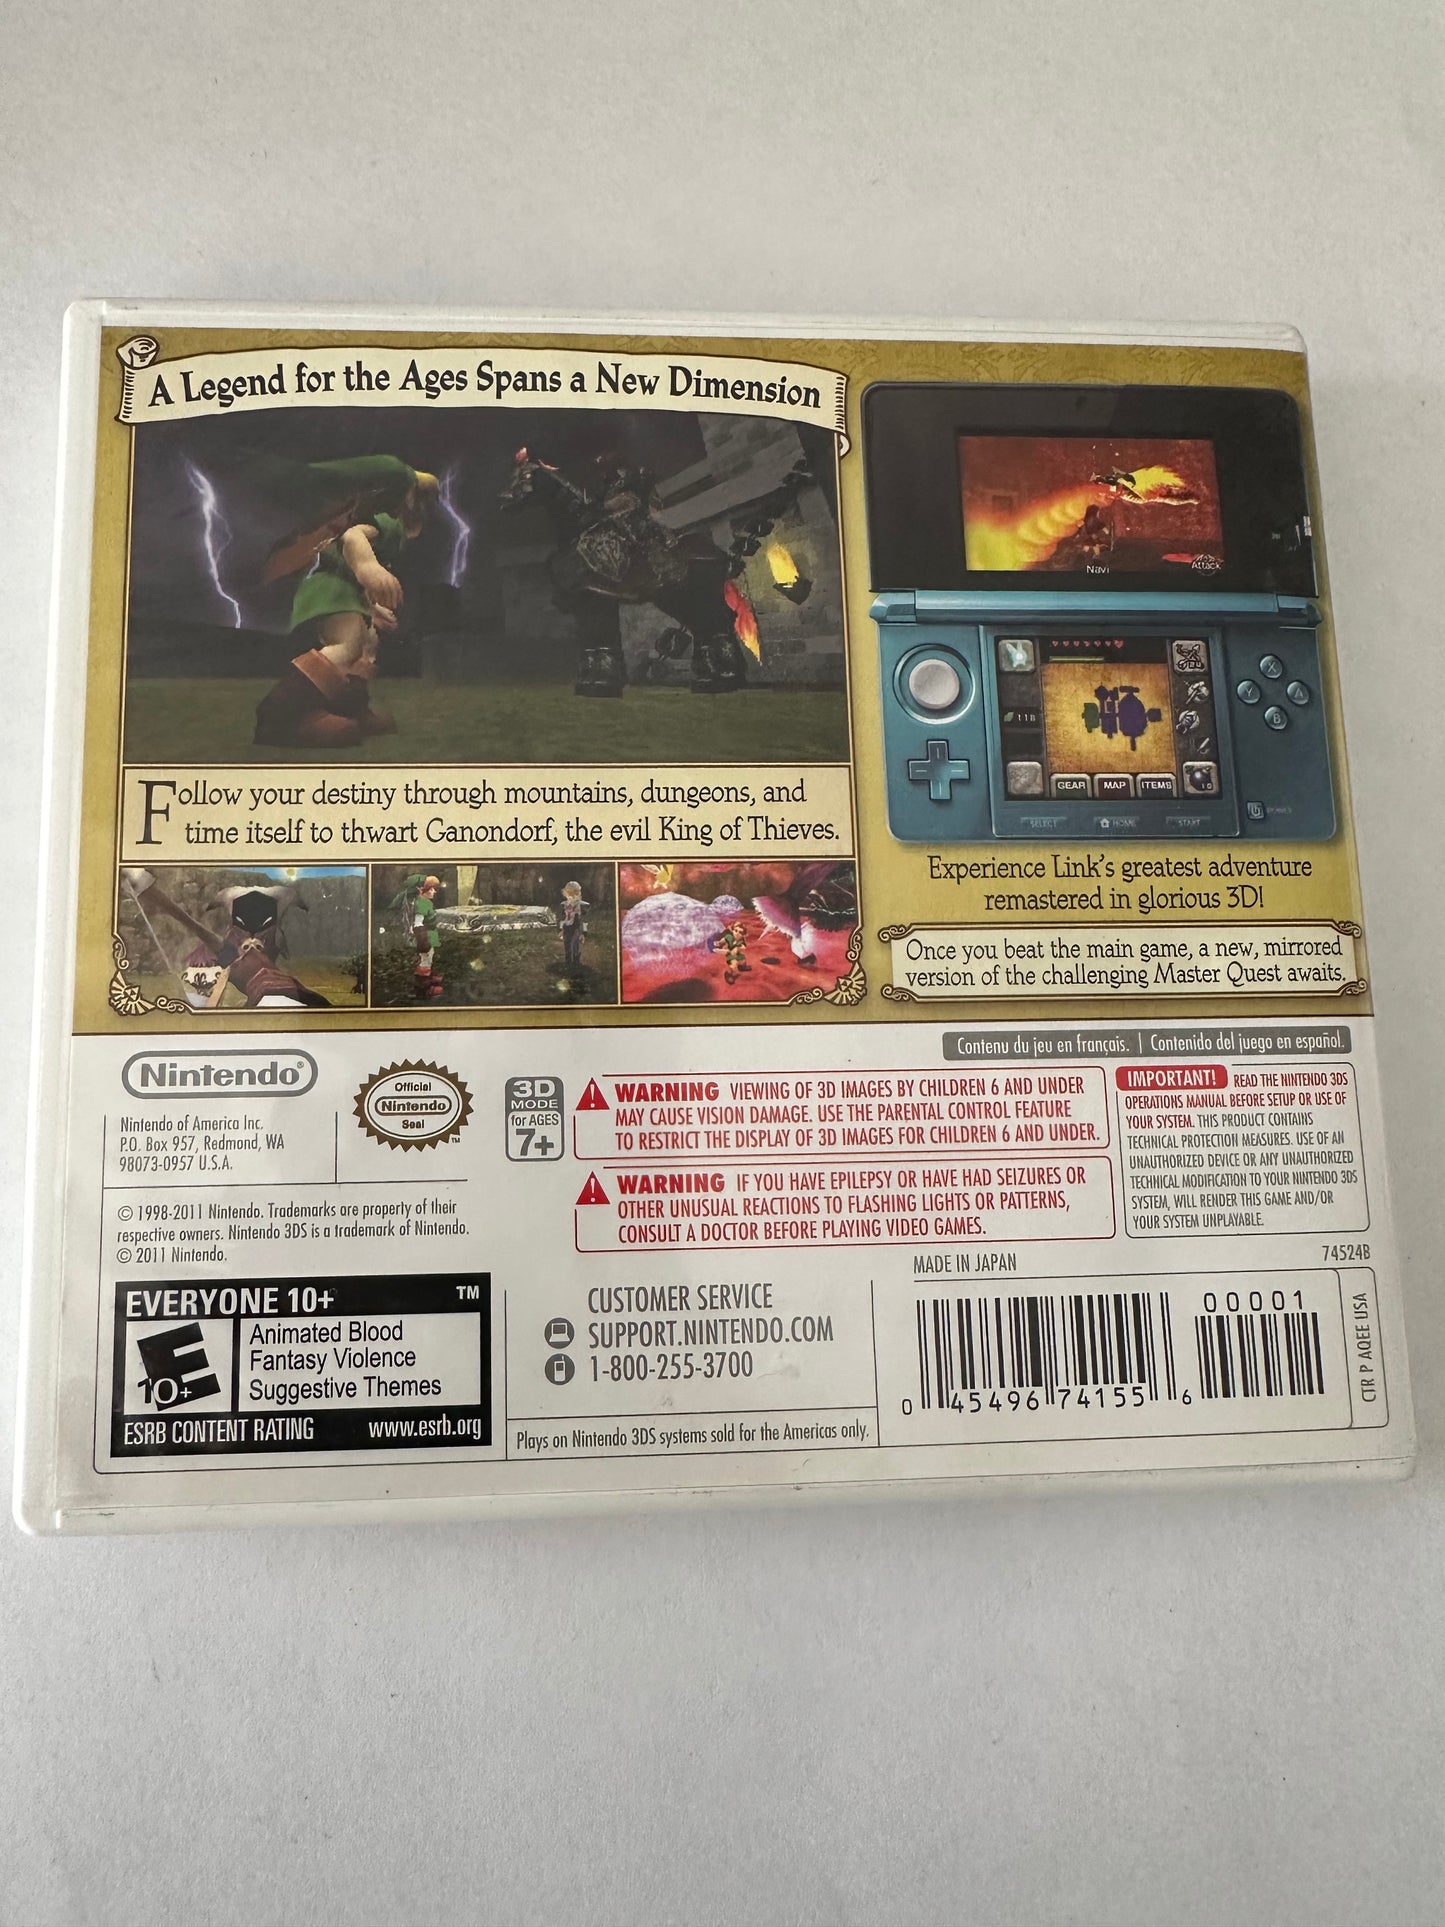 A Legend for the Ages Spans a New Dimension
Navi
Attack
118
GEAR MAP ITEMS
10
SELECT HOME START
X
Y A
B
Follow your destiny through mountains, dungeons, and
time itself to thwart Ganondorf, the evil King of Thieves.
Experience Link's greatest adventure
remastered in glorious 3D!
Once you beat the main game, a new, mirrored
version of the challenging Master Quest awaits.
Contenu du jeu en français. | Contenido del juego en español.
Nintendo®
Nintendo of America Inc.
P.O. Box 957, Redmond, WA
98073-0957 U.S.A.
Official
Nintendo
Seal
TM
© 1998-2011 Nintendo. Trademarks are property of their
respective owners. Nintendo 3DS is a trademark of Nintendo.
© 2011 Nintendo.
3D
MODE
for AGES
7+
WARNING VIEWING OF 3D IMAGES BY CHILDREN 6 AND UNDER
MAY CAUSE VISION DAMAGE. USE THE PARENTAL CONTROL FEATURE
TO RESTRICT THE DISPLAY OF 3D IMAGES FOR CHILDREN 6 AND UNDER.
WARNING IF YOU HAVE EPILEPSY OR HAVE HAD SEIZURES OR
OTHER UNUSUAL REACTIONS TO FLASHING LIGHTS OR PATTERNS,
CONSULT A DOCTOR BEFORE PLAYING VIDEO GAMES.
IMPORTANT! READ THE NINTENDO 3DS
OPERATIONS MANUAL BEFORE SETUP OR USE OF
YOUR SYSTEM. THIS PRODUCT CONTAINS
TECHNICAL PROTECTION MEASURES. USE OF AN
UNAUTHORIZED DEVICE OR ANY UNAUTHORIZED
TECHNICAL MODIFICATION TO YOUR NINTENDO 3DS
SYSTEM, WILL RENDER THIS GAME AND/OR
YOUR SYSTEM UNPLAYABLE.
EVERYONE 10+ TM
E
10+
Animated Blood
Fantasy Violence
Suggestive Themes
ESRB CONTENT RATING www.esrb.org
CUSTOMER SERVICE
SUPPORT.NINTENDO.COM
1-800-255-3700
Plays on Nintendo 3DS systems sold for the Americas only.
MADE IN JAPAN
74524B
00001
0 45496 74155 6
CTR P AQEE USA